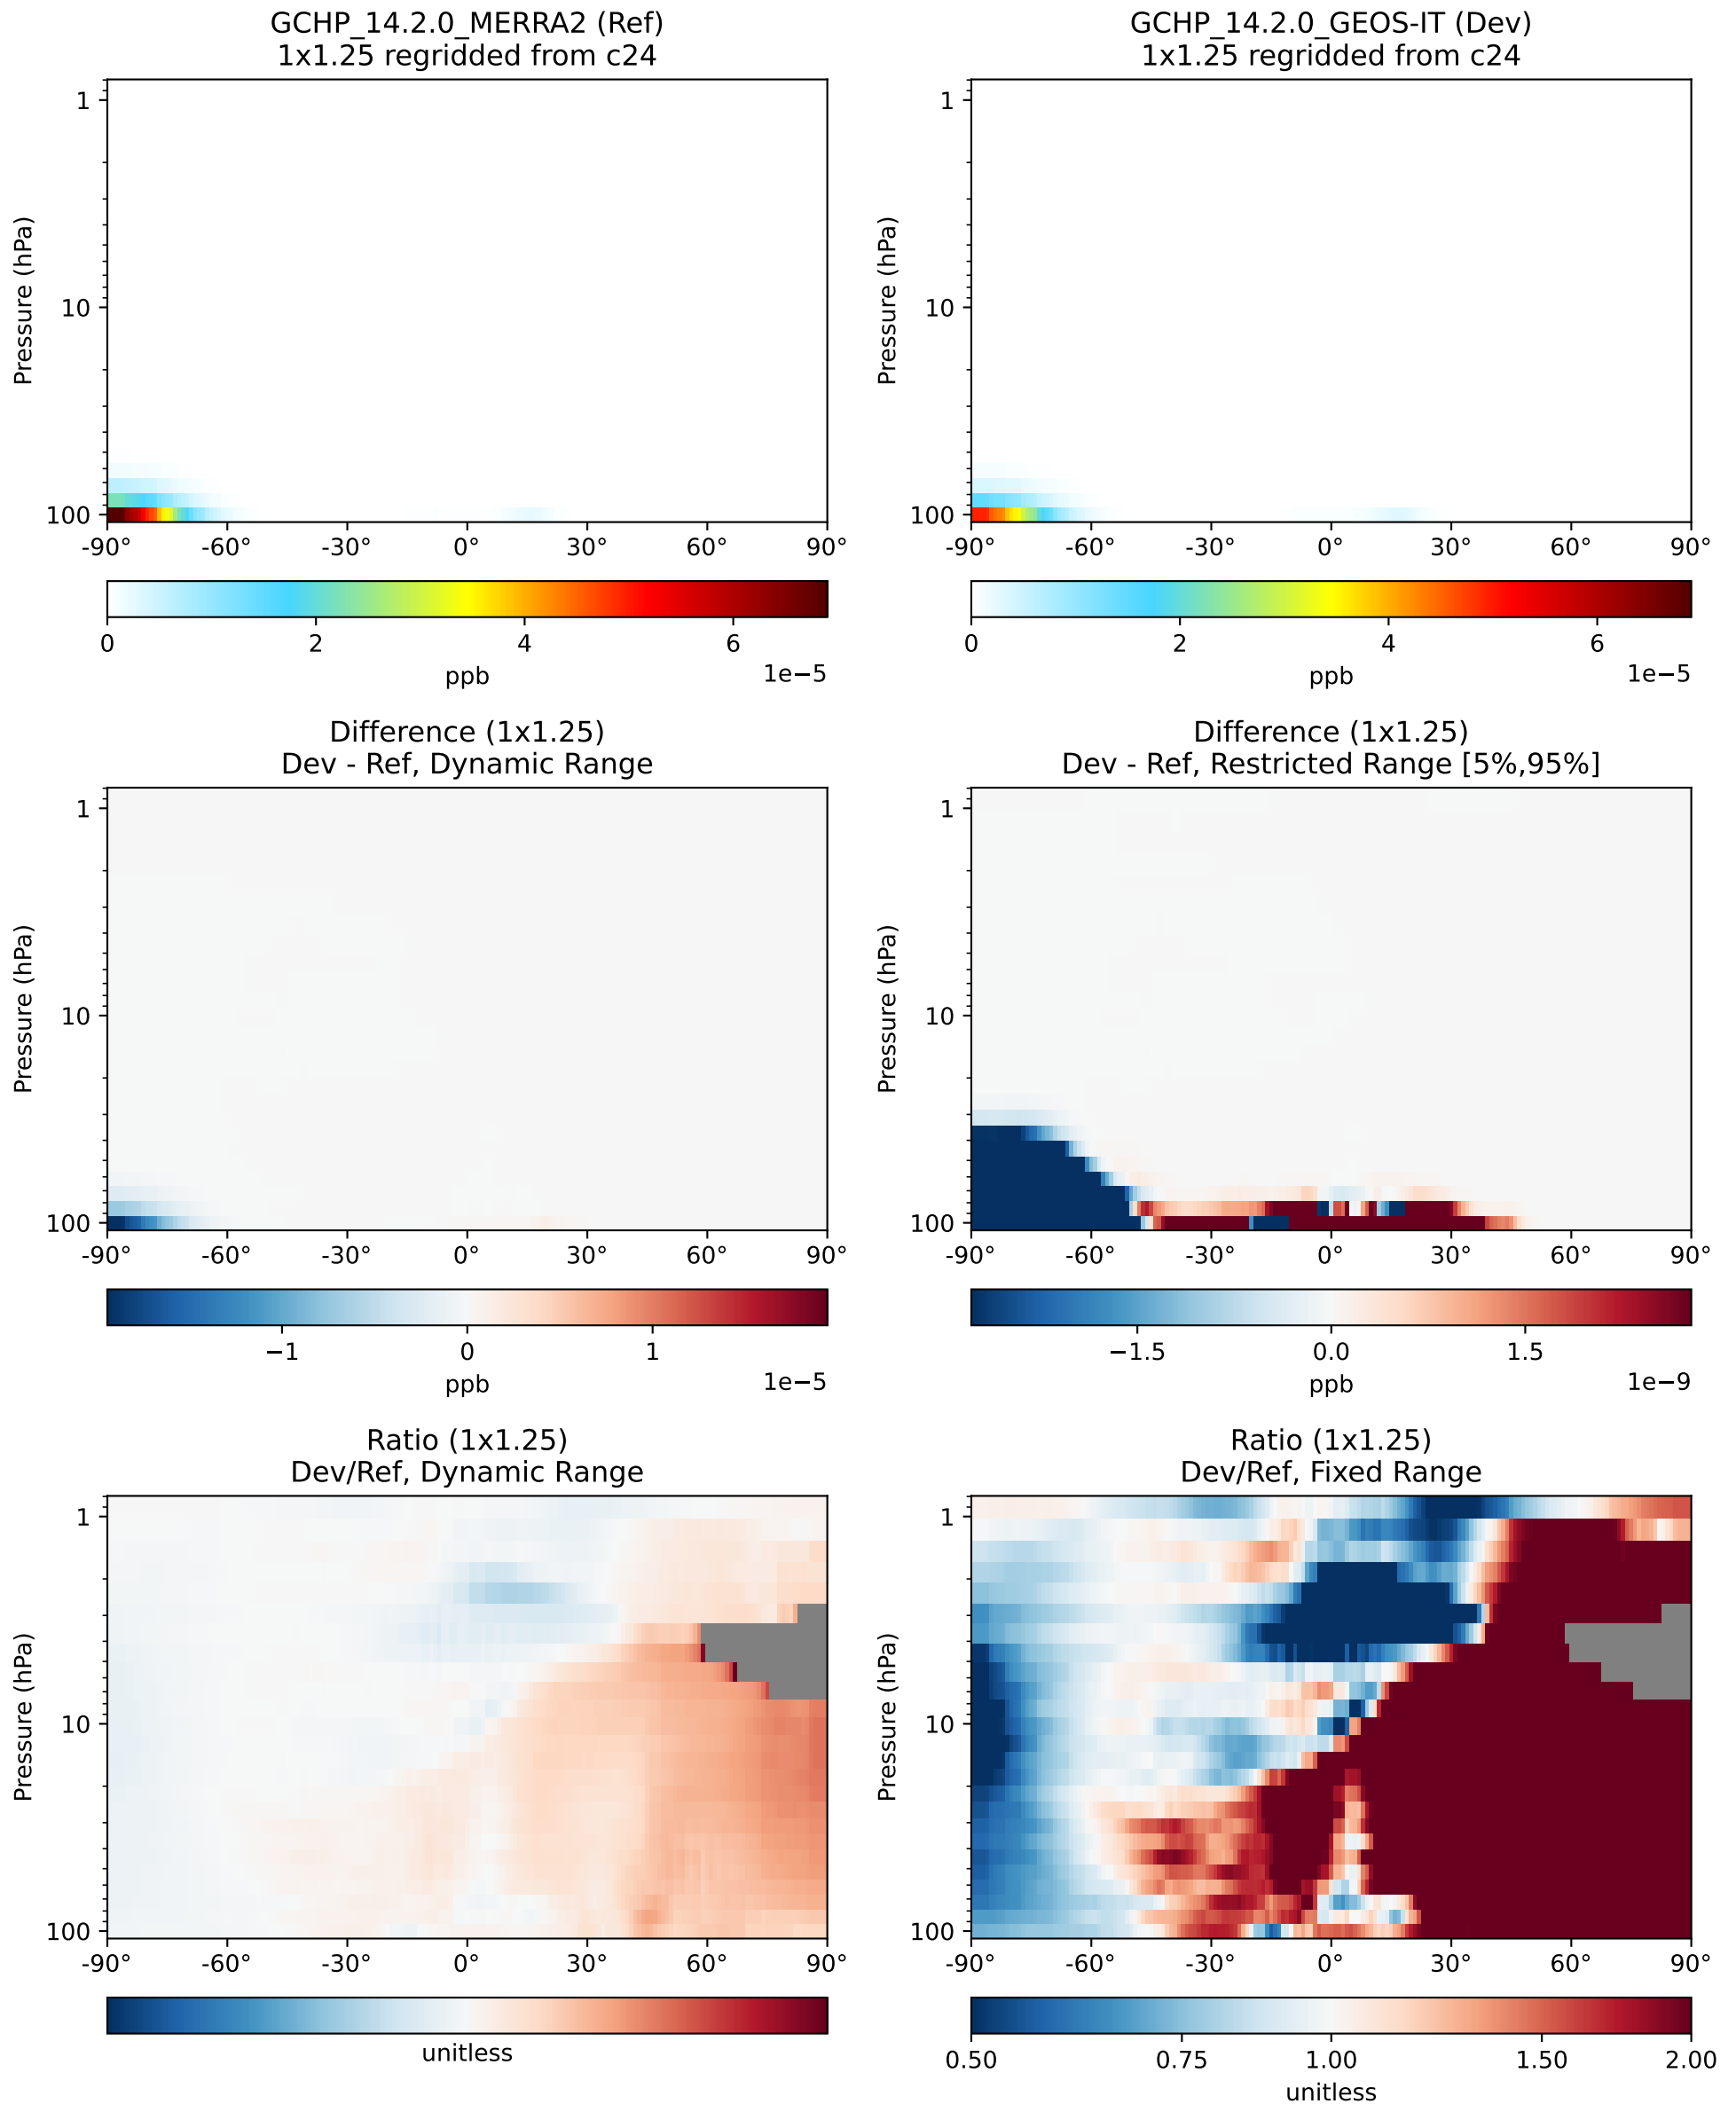 GCHP_14.2.0_MERRA2 (Ref)
1x1.25 regridded from c24
Pressure (hPa)
1
10
100
-90° -60° -30° 0° 30° 60° 90°
0 2 4 6
ppb
1e−5
GCHP_14.2.0_GEOS-IT (Dev)
1x1.25 regridded from c24
Pressure (hPa)
1
10
100
-90° -60° -30° 0° 30° 60° 90°
0 2 4 6
ppb
1e−5
Difference (1x1.25)
Dev - Ref, Dynamic Range
Pressure (hPa)
1
10
100
-90° -60° -30° 0° 30° 60° 90°
−1 0 1
ppb
1e−5
Difference (1x1.25)
Dev - Ref, Restricted Range [5%,95%]
Pressure (hPa)
1
10
100
-90° -60° -30° 0° 30° 60° 90°
−1.5 0.0 1.5
ppb
1e−9
Ratio (1x1.25)
Dev/Ref, Dynamic Range
Pressure (hPa)
1
10
100
-90° -60° -30° 0° 30° 60° 90°
unitless
Ratio (1x1.25)
Dev/Ref, Fixed Range
Pressure (hPa)
1
10
100
-90° -60° -30° 0° 30° 60° 90°
0.50 0.75 1.00 1.50 2.00
unitless